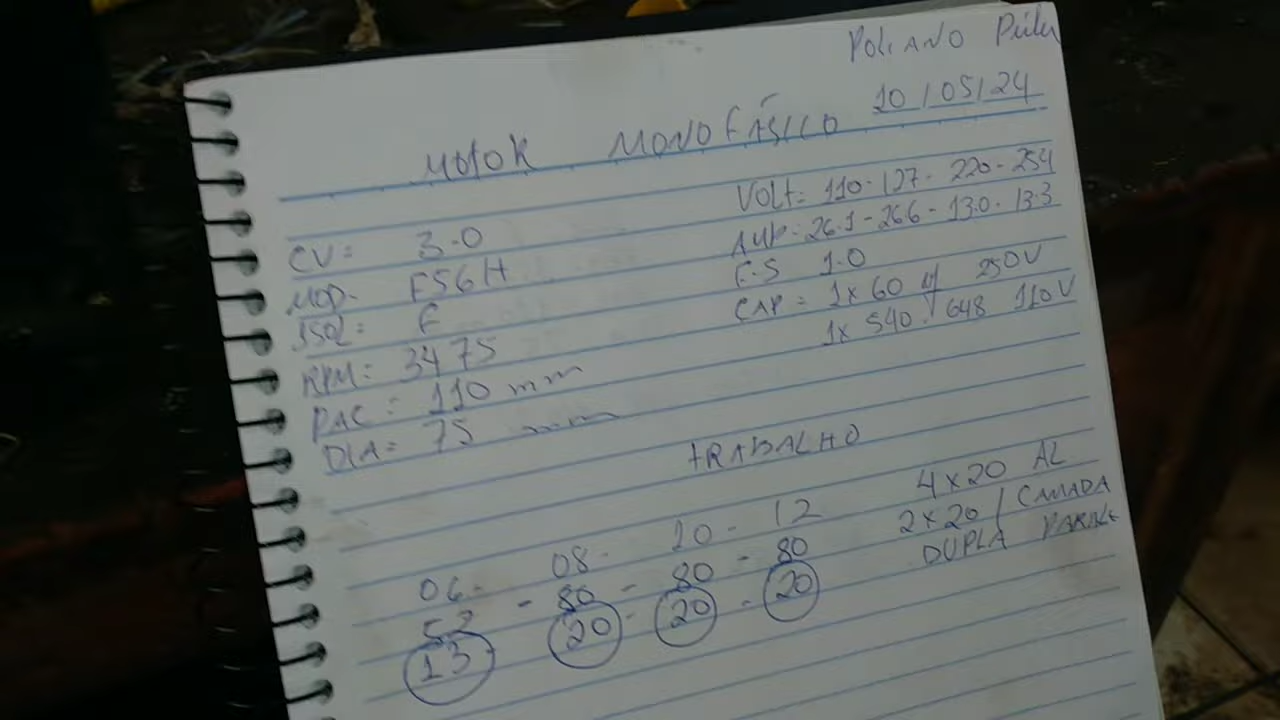 POLIANO
10/05/24
MOTOR MONOFÁSICO
CV: 3.0
MOD- F56H
ISOL: F
RPM: 3475
PAC: 110 mm
DIA= 75 mm
VOLT: 110-127-220-254
AMP-26.1-26.6-13.0-13.3
F.S 1.0
CAP= 1x60 uf 250V
1x 540/648 110V
TRABALHO
06- 08- 10- 12
53 - 80 - 80 - 80
13 20 - 20 - 20
4x20 AL
2x20 / CAMADA
DUPLA